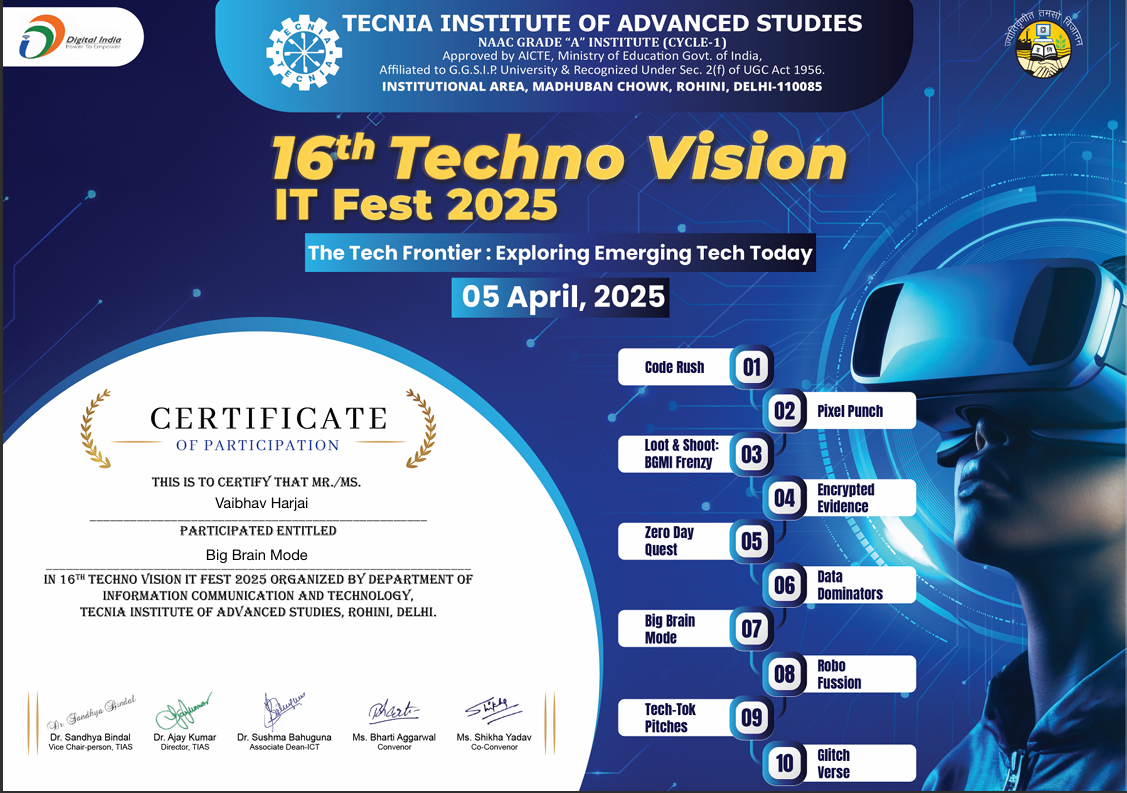 Digital India
Power To Empower
TECNIA
TECNIA INSTITUTE OF ADVANCED STUDIES
NAAC GRADE “A” INSTITUTE (CYCLE-1)
Approved by AICTE, Ministry of Education Govt. of India,
Affiliated to G.G.S.I.P. University & Recognized Under Sec. 2(f) of UGC Act 1956.
INSTITUTIONAL AREA, MADHUBAN CHOWK, ROHINI, DELHI-110085
16th Techno Vision
IT Fest 2025
The Tech Frontier : Exploring Emerging Tech Today
05 April, 2025
CERTIFICATE
OF PARTICIPATION
THIS IS TO CERTIFY THAT MR./MS.
Vaibhav Harjai
PARTICIPATED ENTITLED
Big Brain Mode
IN 16TH TECHNO VISION IT FEST 2025 ORGANIZED BY DEPARTMENT OF
INFORMATION COMMUNICATION AND TECHNOLOGY,
TECNIA INSTITUTE OF ADVANCED STUDIES, ROHINI, DELHI.
Dr. Sandhya Bindal
Dr. Sandhya Bindal
Vice Chair-person, TIAS
Dr. Ajay Kumar
Director, TIAS
Dr. Sushma Bahuguna
Associate Dean-ICT
Bharti
Ms. Bharti Aggarwal
Convenor
Ms. Shikha Yadav
Co-Convenor
Code Rush 01
02 Pixel Punch
Loot & Shoot:
BGMI Frenzy 03
04 Encrypted
Evidence
Zero Day
Quest 05
06 Data
Dominators
Big Brain
Mode 07
08 Robo
Fussion
Tech-Tok
Pitches 09
10 Glitch
Verse